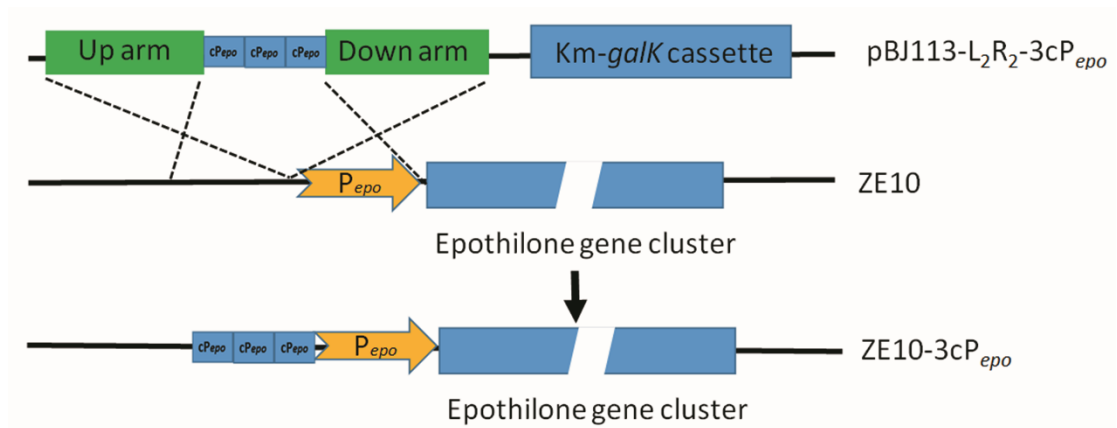 Up arm cPepo cPepo cPepo Down arm Km-galK cassette pBJ113-L₂R₂-3cPepo
Pepo ZE10
Epothilone gene cluster
cPepo cPepo cPepo Pepo ZE10-3cPepo
Epothilone gene cluster